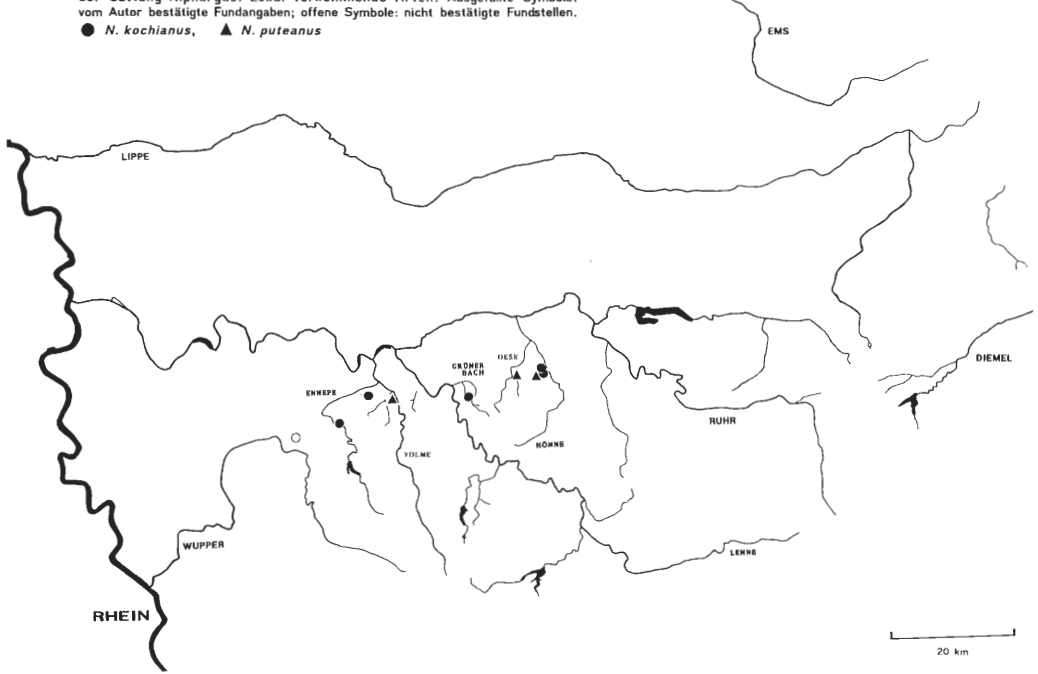 vom Autor bestätigte Fundangaben; offene Symbole: nicht bestätigte Fundstellen.
● N. kochianus, ▲ N. puteanus
EMS
LIPPE
OESE
GRÜNER
BACH
DIEMEL
ENNEPE
RUHR
HÖNNE
VOLME
WUPPER
LENNE
RHEIN
20 km